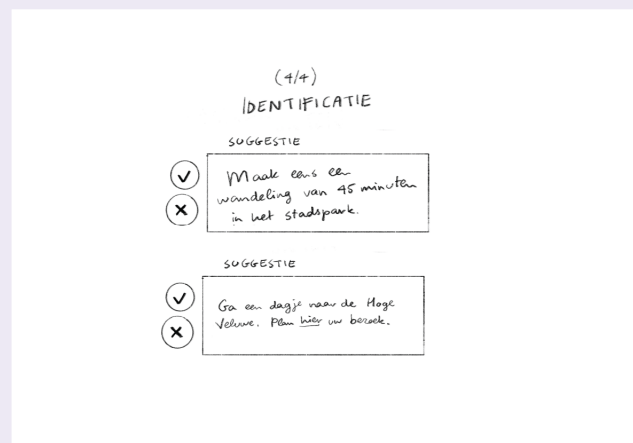 (4/4)
IDENTIFICATIE
SUGGESTIE
Maak eens een
wandeling van 45 minuten
in het stadspark.
SUGGESTIE
Ga een dagje naar de Hoge
Veluwe. Plan hier uw bezoek.